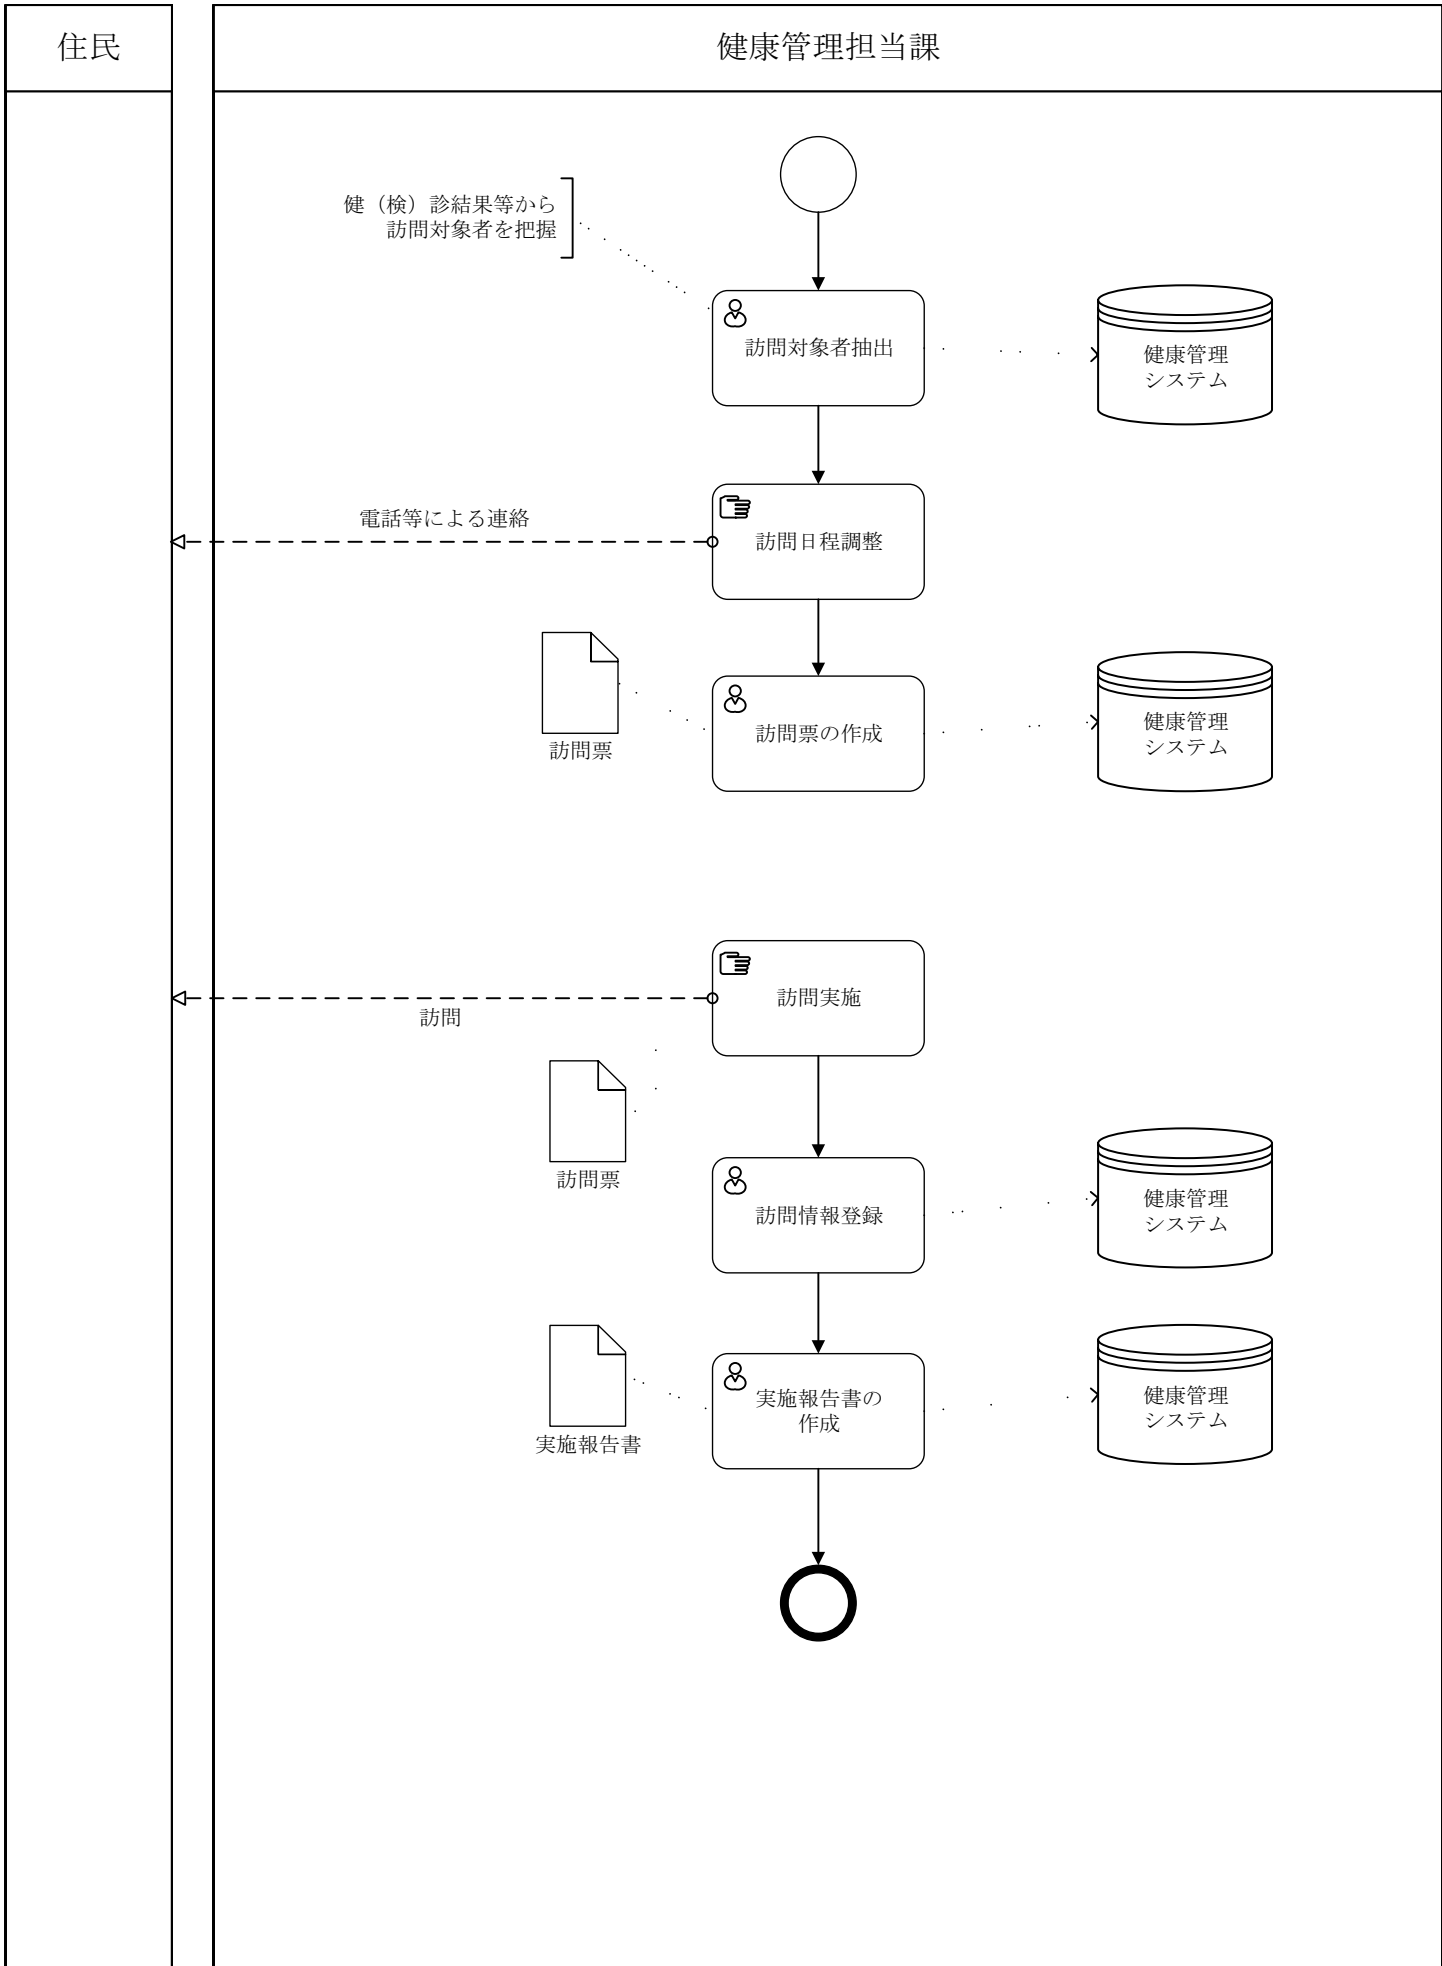 住民
健康管理担当課
健（検）診結果等から
訪問対象者を把握
訪問対象者抽出
健康管理
システム
電話等による連絡
訪問日程調整
訪問票
訪問票の作成
健康管理
システム
訪問実施
訪問
訪問票
訪問情報登録
健康管理
システム
実施報告書
実施報告書の
作成
健康管理
システム